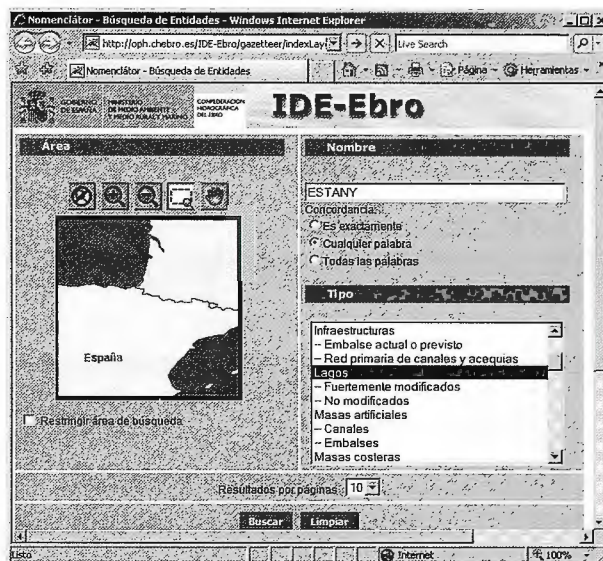 Nomenclátor - Búsqueda de Entidades - Windows Internet Explorer
http://oph.chebro.es/IDE-Ebro/gazetteer/indexLay
Live Search
Nomenclátor - Búsqueda de Entidades
Página
Herramientas
GOBIERNO DE ESPAÑA
MINISTERIO DE MEDIO AMBIENTE Y MEDIO RURAL Y MARINO
CONFEDERACIÓN HIDROGRÁFICA DEL EBRO
IDE-Ebro
Área
España
Restringir área de búsqueda
Nombre
ESTANY
Concordancia:
Es exactamente
Cualquier palabra
Todas las palabras
Tipo
Infraestructuras
-- Embalse actual o previsto
-- Red primaria de canales y acequias
Lagos
-- Fuertemente modificados
-- No modificados
Masas artificiales
-- Canales
-- Embalses
Masas costeras
Resultados por páginas: 10
Buscar Limpiar
Listo
Internet
100%